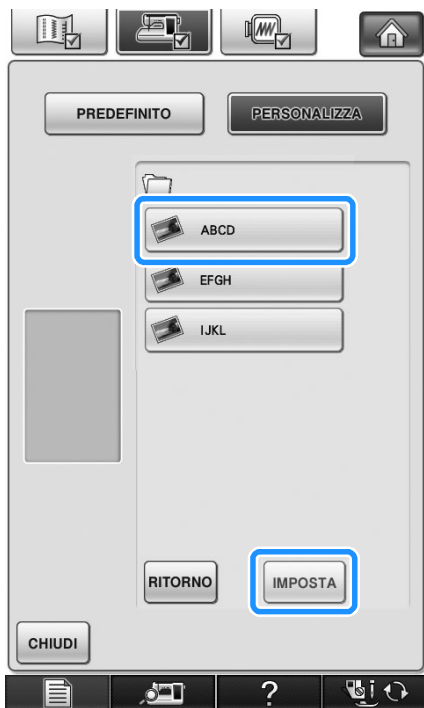 PREDEFINITO PERSONALIZZA
ABCD
EFGH
IJKL
RITORNO IMPOSTA
CHIUDI
?